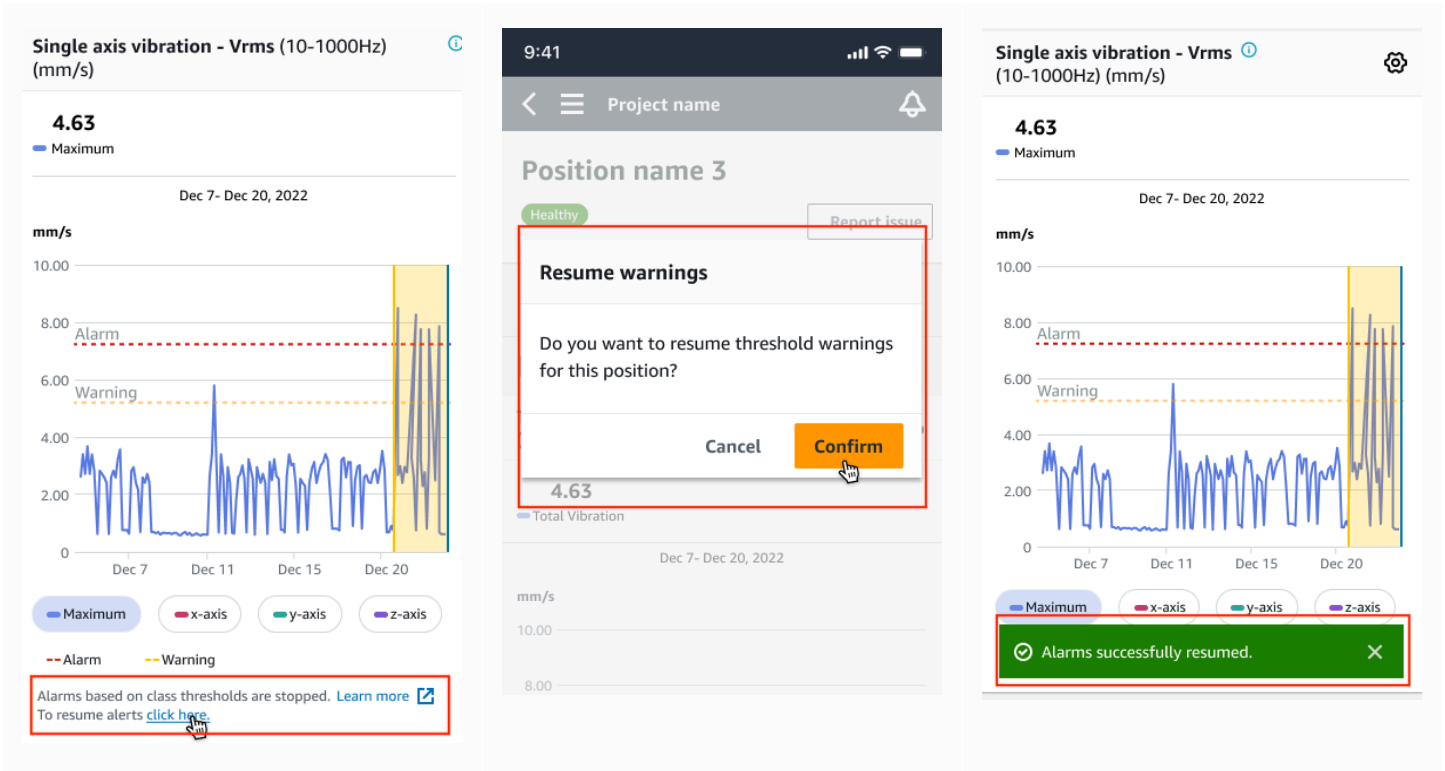 Single axis vibration - Vrms (10-1000Hz)
(mm/s)
4.63
Maximum
Dec 7- Dec 20, 2022
mm/s
10.00
8.00
Alarm
6.00
Warning
4.00
2.00
0
Dec 7 Dec 11 Dec 15 Dec 20
Maximum x-axis y-axis z-axis
Alarm Warning
Alarms based on class thresholds are stopped. Learn more
To resume alerts click here.
9:41
Project name
Position name 3
Healthy
Report issue
Resume warnings
Do you want to resume threshold warnings
for this position?
Cancel Confirm
4.63
Total Vibration
Dec 7- Dec 20, 2022
mm/s
10.00
8.00
Single axis vibration - Vrms
(10-1000Hz) (mm/s)
4.63
Maximum
Dec 7- Dec 20, 2022
mm/s
10.00
8.00
Alarm
6.00
Warning
4.00
2.00
0
Dec 7 Dec 11 Dec 15 Dec 20
Maximum x-axis y-axis z-axis
Alarms successfully resumed.